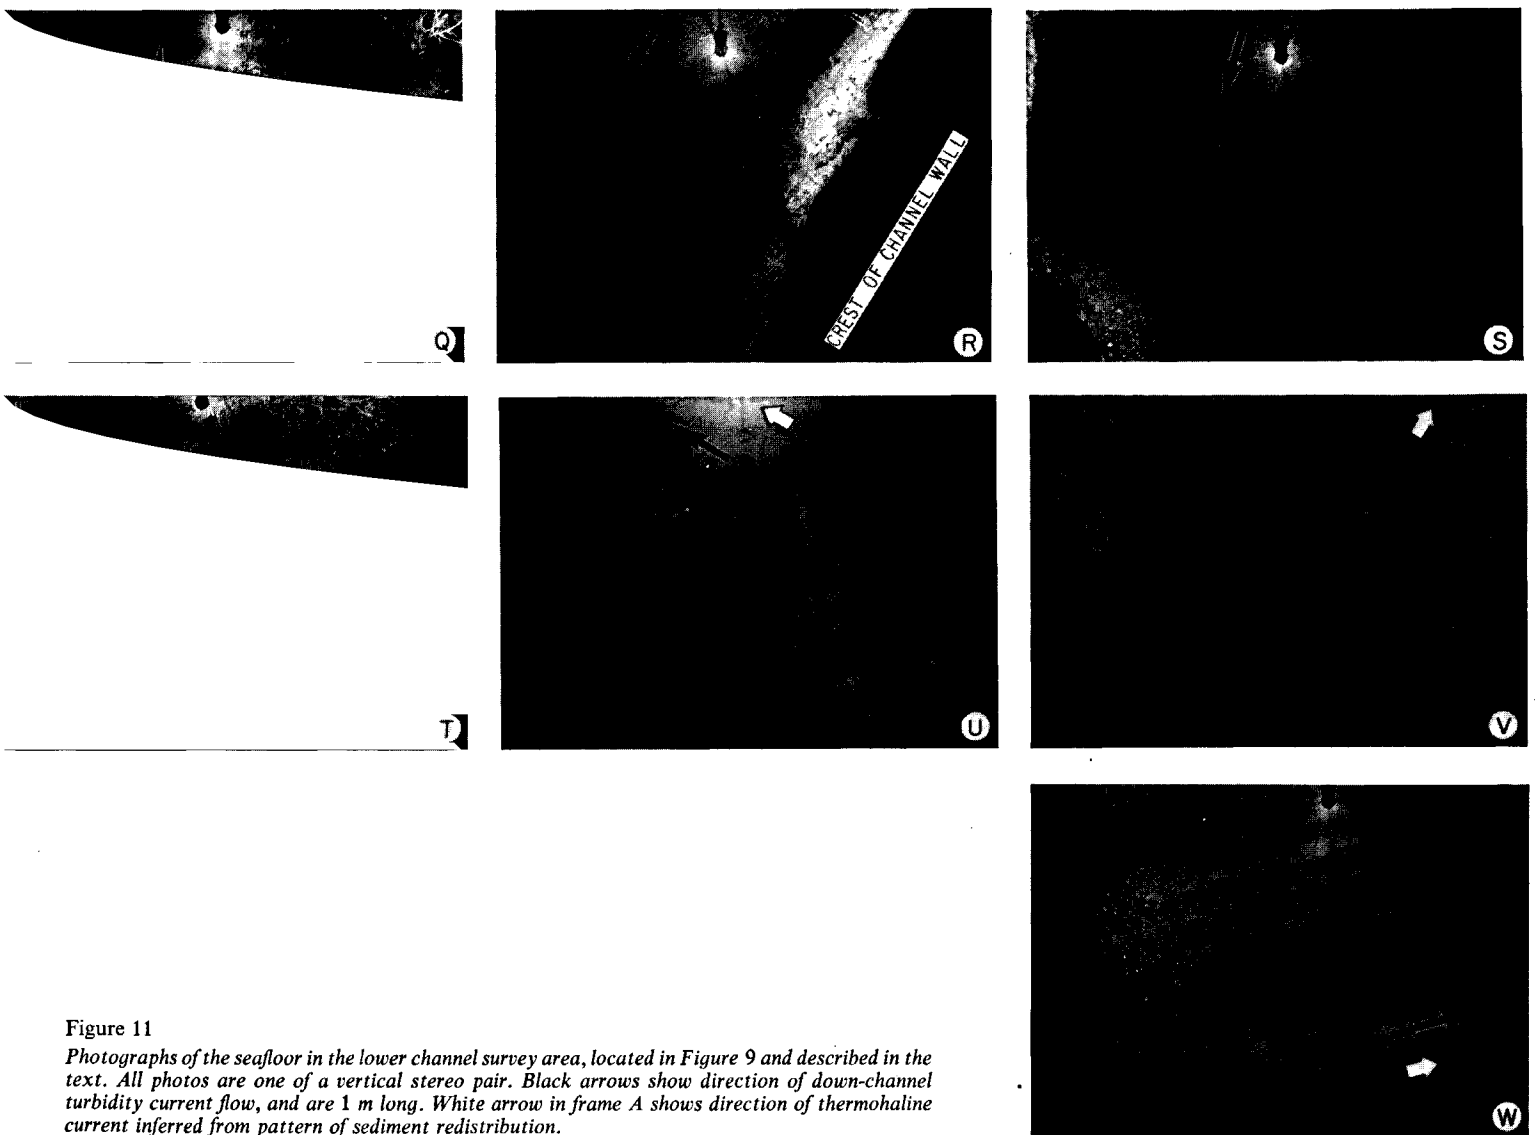 Q
CREST OF CHANNEL WALL
R
S
T
U
V
W
Figure 11
Photographs of the seafloor in the lower channel survey area, located in Figure 9 and described in the
text. All photos are one of a vertical stereo pair. Black arrows show direction of down-channel
turbidity current flow, and are 1 m long. White arrow in frame A shows direction of thermohaline
current inferred from pattern of sediment redistribution.